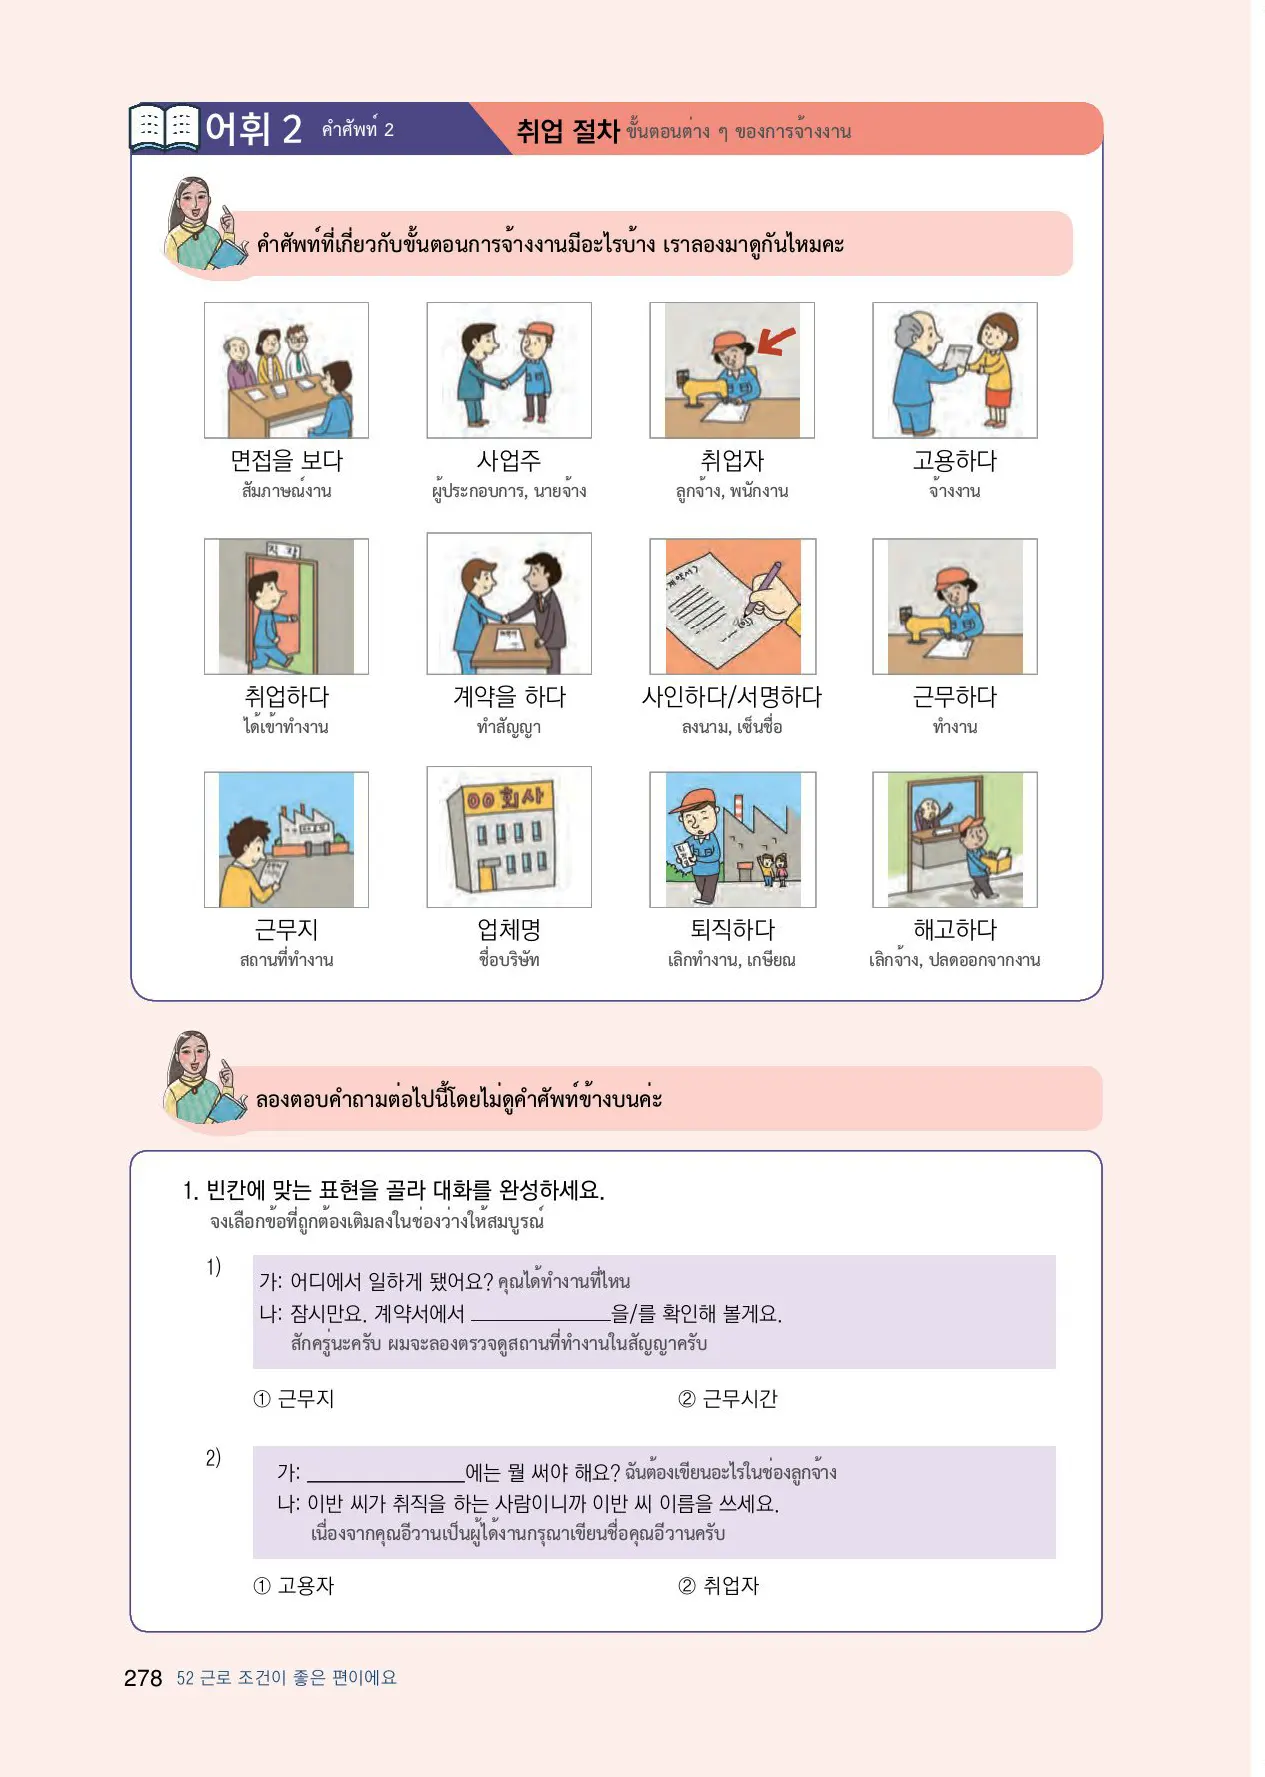 어휘 2 คำศัพท์ 2 취업 절차 ขั้นตอนต่าง ๆ ของการจ้างงาน
คำศัพท์ที่เกี่ยวกับขั้นตอนการจ้างงานมีอะไรบ้าง เราลองมาดูกันไหมคะ
면접을 보다 사업주 취업자 고용하다
สัมภาษณ์งาน ผู้ประกอบการ, นายจ้าง ลูกจ้าง, พนักงาน จ้างงาน
직장
계약서
취업하다 계약을 하다 사인하다/서명하다 근무하다
ได้เข้าทำงาน ทำสัญญา ลงนาม, เซ็นชื่อ ทำงาน
00 회사
근무지 업체명 퇴직하다 해고하다
สถานที่ทำงาน ชื่อบริษัท เลิกทำงาน, เกษียณ เลิกจ้าง, ปลดออกจากงาน
ลองตอบคำถามต่อไปนี้โดยไม่ดูคำศัพท์ข้างบนค่ะ
1. 빈칸에 맞는 표현을 골라 대화를 완성하세요.
จงเลือกข้อที่ถูกต้องเติมลงในช่องว่างให้สมบูรณ์
1)
가: 어디에서 일하게 됐어요? คุณได้ทำงานที่ไหน
나: 잠시만요. 계약서에서 ______________을/를 확인해 볼게요.
สักครู่นะครับ ผมจะลองตรวจดูสถานที่ทำงานในสัญญาครับ
① 근무지 ② 근무시간
2)
가: ________________에는 뭘 써야 해요? ฉันต้องเขียนอะไรในช่องลูกจ้าง
나: 이반 씨가 취직을 하는 사람이니까 이반 씨 이름을 쓰세요.
เนื่องจากคุณอีวานเป็นผู้ได้งานกรุณาเขียนชื่อคุณอีวานครับ
① 고용자 ② 취업자
278 52 근로 조건이 좋은 편이에요